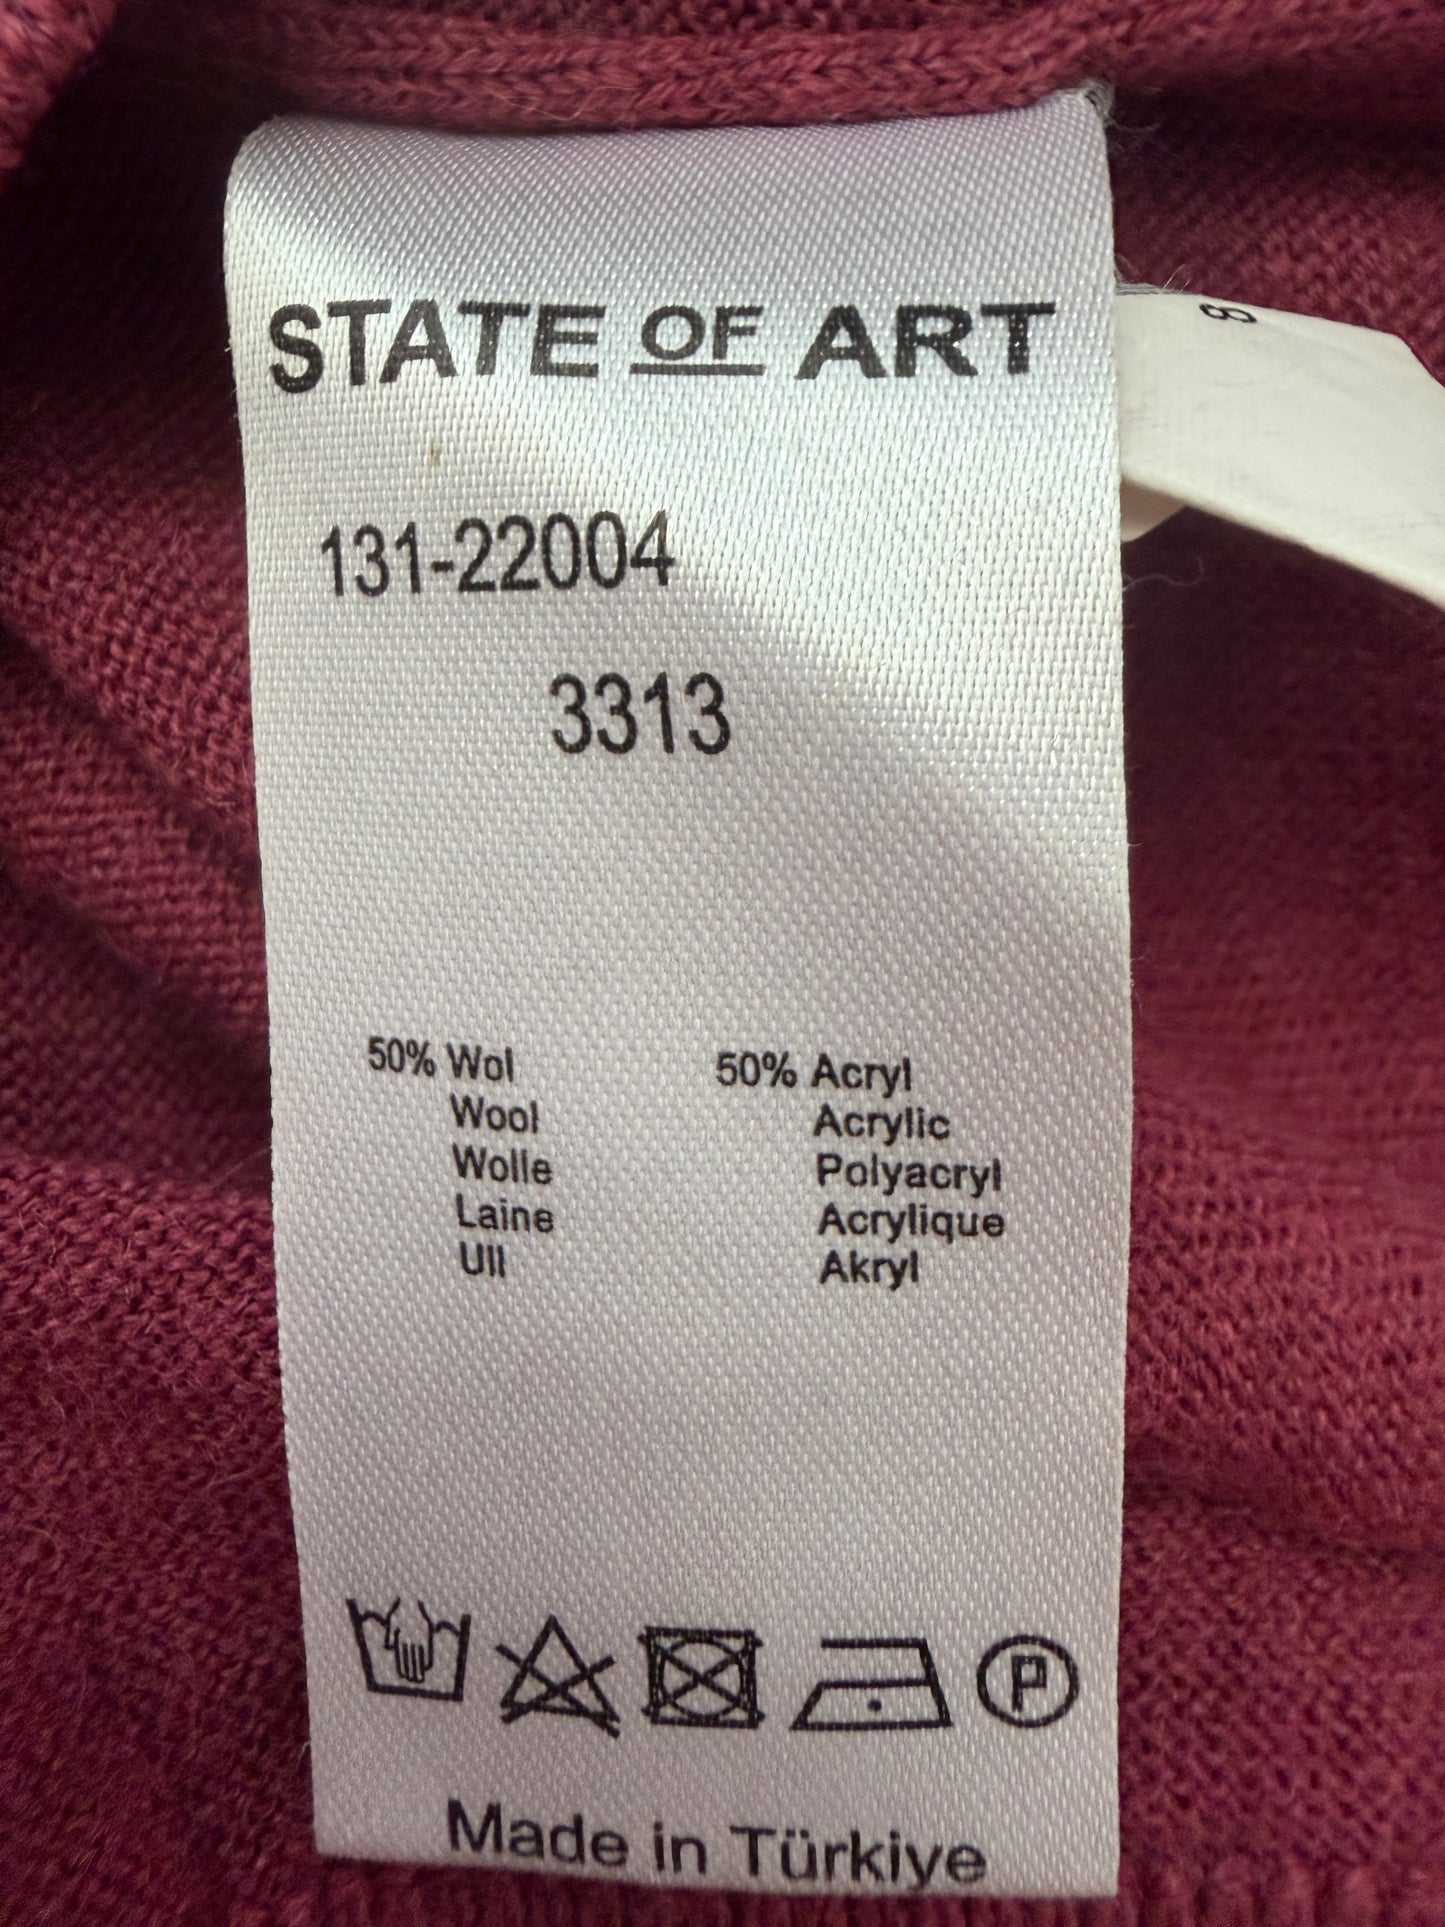 STATE OF ART
8
131-22004
3313
50% Wol
Wool
Wolle
Laine
Ull
50% Acryl
Acrylic
Polyacryl
Acrylique
Akryl
P
Made in Türkiye